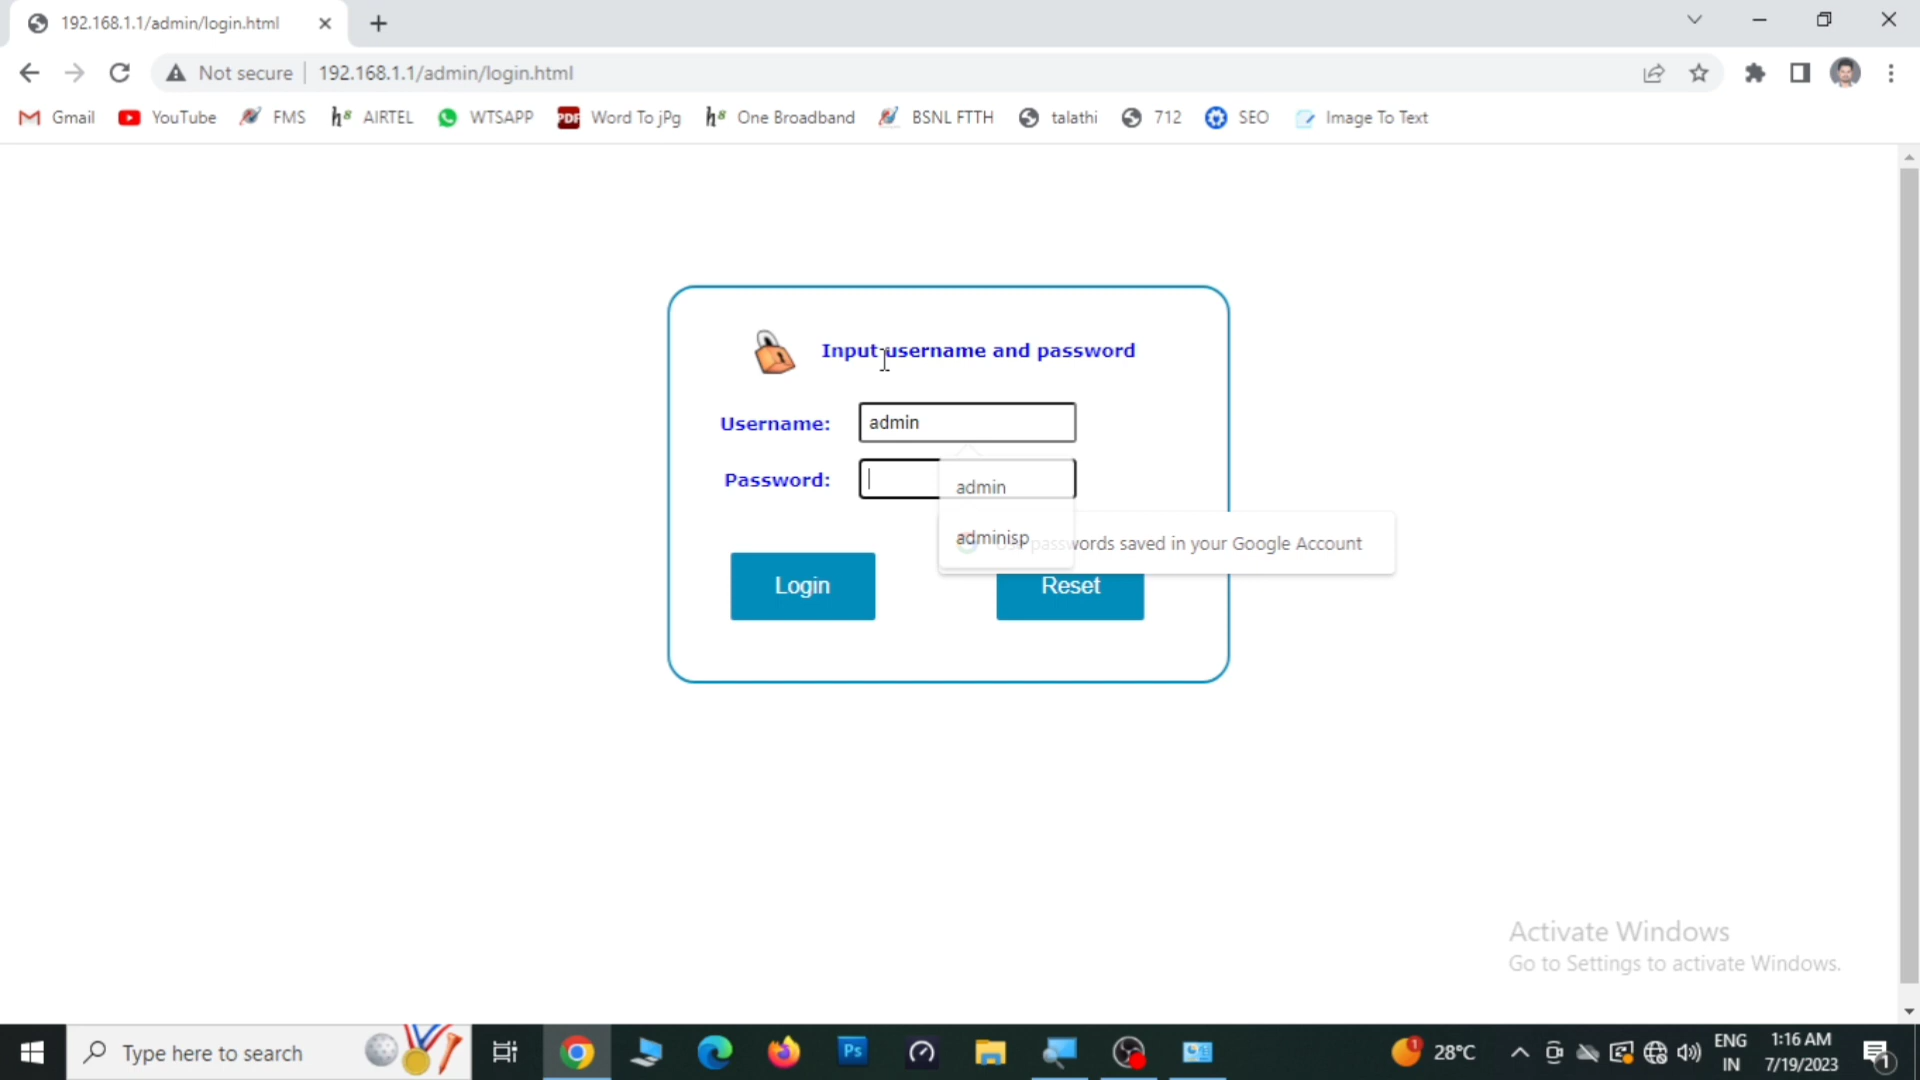 192.168.1.1/admin/login.html
Not secure 192.168.1.1/admin/login.html
Gmail YouTube FMS AIRTEL WTSAPP Word To jPg One Broadband BSNL FTTH talathi 712 SEO Image To Text
Input username and password
Username: admin
Password:
admin
adminisp
passwords saved in your Google Account
Login Reset
Activate Windows
Go to Settings to activate Windows.
Type here to search Ps 28°C ENG 1:16 AM
IN 7/19/2023